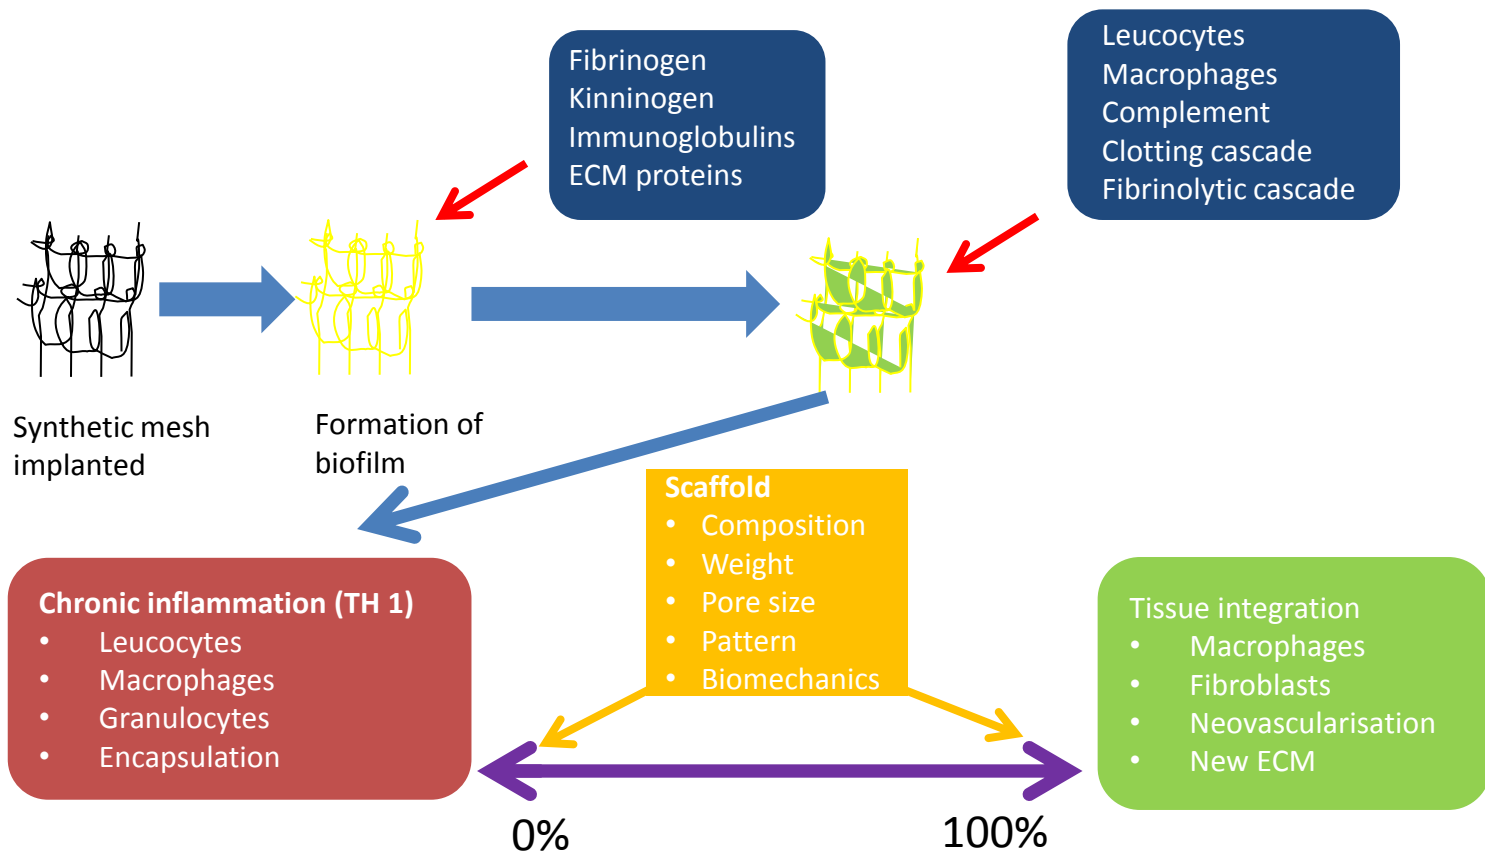 Fibrinogen
Kinninogen
Immunoglobulins
ECM proteins
Leucocytes
Macrophages
Complement
Clotting cascade
Fibrinolytic cascade
Synthetic mesh
implanted
Formation of
biofilm
Scaffold
• Composition
• Weight
• Pore size
• Pattern
• Biomechanics
Chronic inflammation (TH 1)
• Leucocytes
• Macrophages
• Granulocytes
• Encapsulation
Tissue integration
• Macrophages
• Fibroblasts
• Neovascularisation
• New ECM
0%
100%